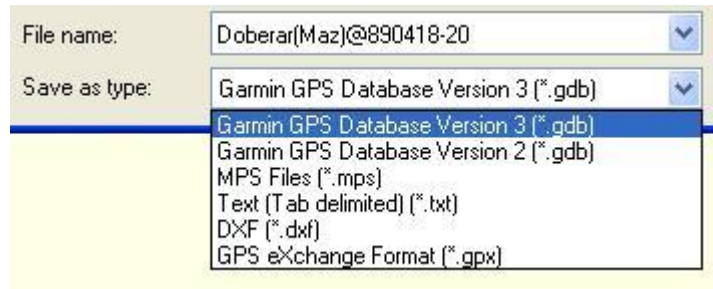 File name: Doberar(Maz)@890418-20
Save as type: Garmin GPS Database Version 3 (*.gdb)
Garmin GPS Database Version 3 (*.gdb)
Garmin GPS Database Version 2 (*.gdb)
MPS Files (*.mps)
Text (Tab delimited) (*.txt)
DXF (*.dxf)
GPS eXchange Format (*.gpx)